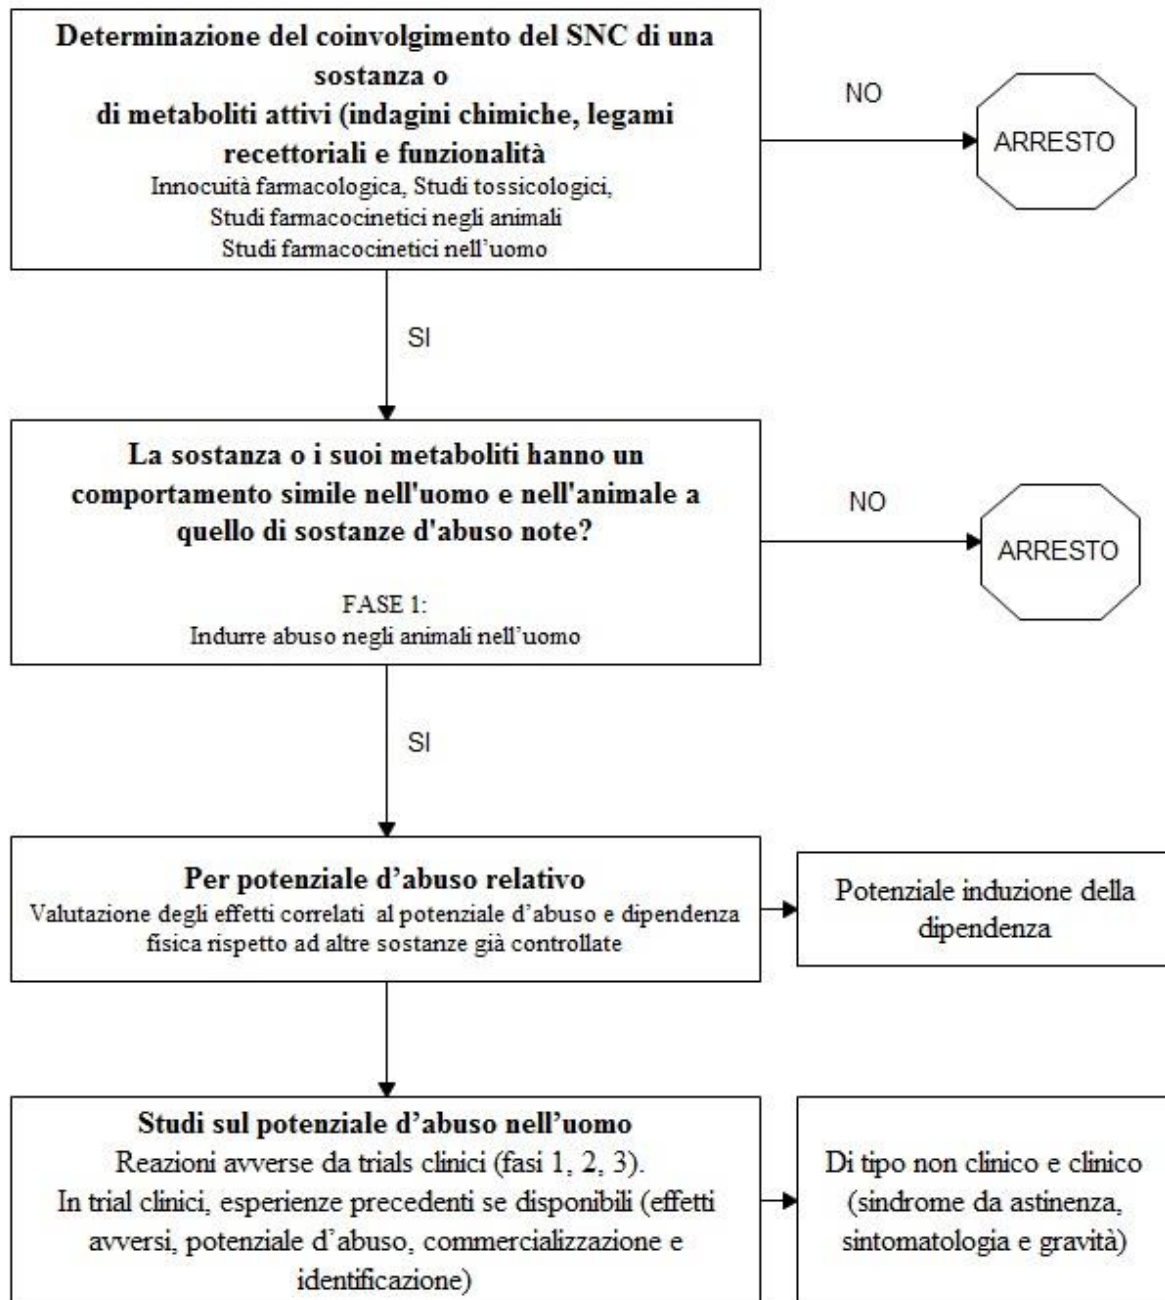 Determinazione del coinvolgimento del SNC di una
sostanza o
di metaboliti attivi (indagini chimiche, legami
recettoriali e funzionalità
Innocuità farmacologica, Studi tossicologici,
Studi farmacocinetici negli animali
Studi farmacocinetici nell'uomo
NO
ARRESTO
SI
La sostanza o i suoi metaboliti hanno un
comportamento simile nell'uomo e nell'animale a
quello di sostanze d'abuso note?
FASE 1:
Indurre abuso negli animali nell'uomo
NO
ARRESTO
SI
Per potenziale d'abuso relativo
Valutazione degli effetti correlati al potenziale d'abuso e dipendenza
fisica rispetto ad altre sostanze già controllate
Potenziale induzione della
dipendenza
Studi sul potenziale d'abuso nell'uomo
Reazioni avverse da trials clinici (fasi 1, 2, 3).
In trial clinici, esperienze precedenti se disponibili (effetti
avversi, potenziale d'abuso, commercializzazione e
identificazione)
Di tipo non clinico e clinico
(sindrome da astinenza,
sintomatologia e gravità)